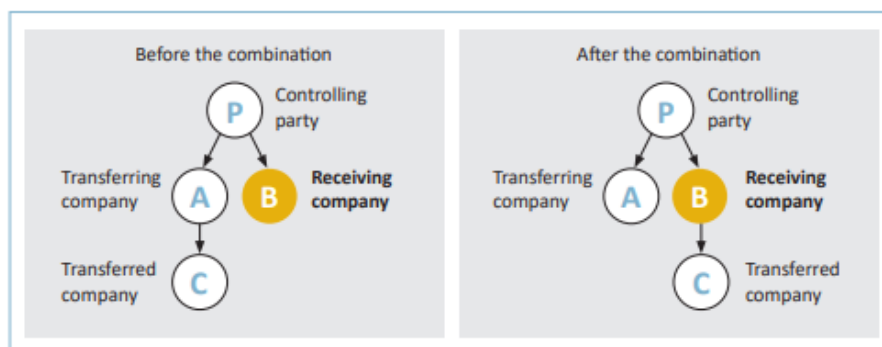 Before the combination
P
Controlling
party
Transferring
company
A
B
Receiving
company
Transferred
company
C
After the combination
P
Controlling
party
Transferring
company
A
B
Receiving
company
C
Transferred
company